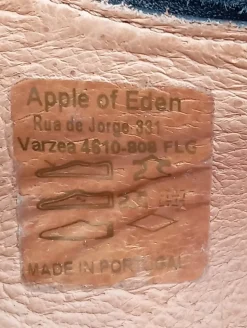 Apple of Eden
Rua de Jorge 331
Varzea 4610-808 FLG
MADE IN PORTUGAL